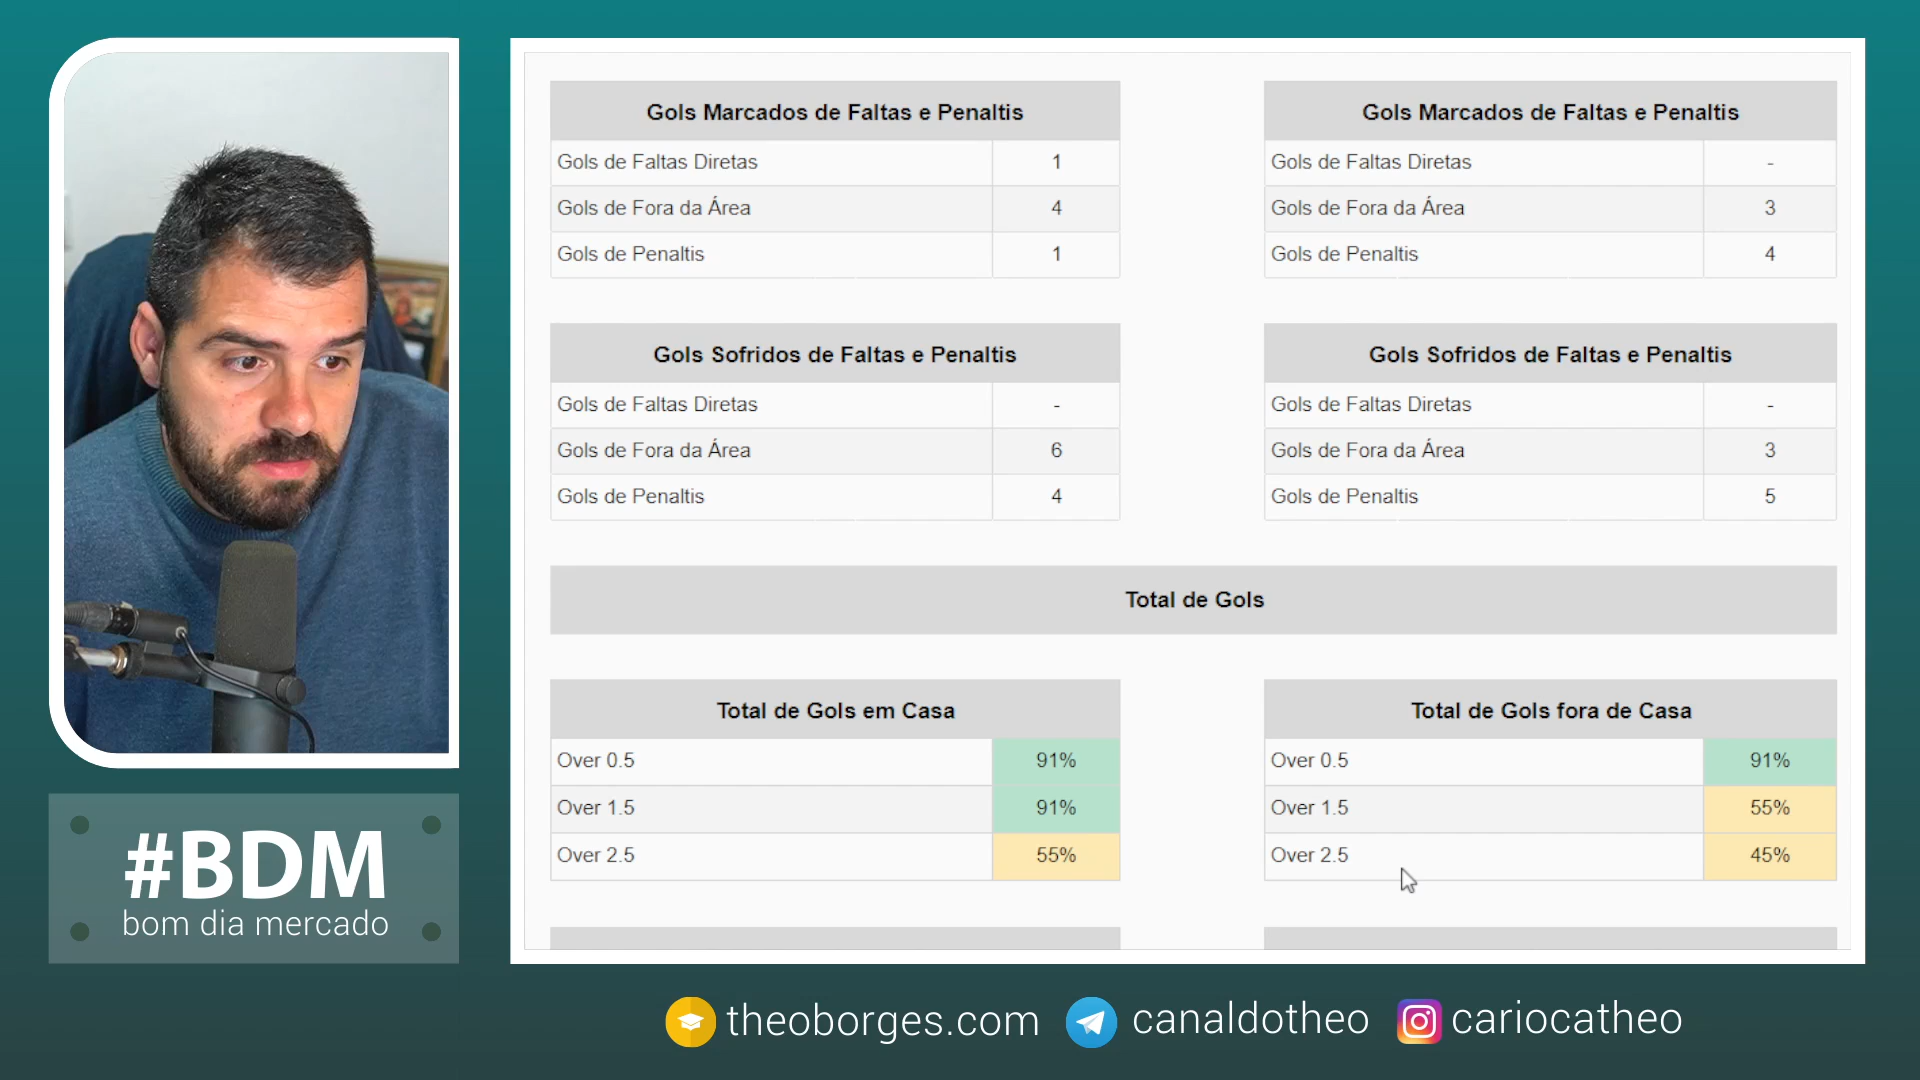 Gols Marcados de Faltas e Penaltis
Gols de Faltas Diretas 1
Gols de Fora da Área 4
Gols de Penaltis 1
Gols Marcados de Faltas e Penaltis
Gols de Faltas Diretas -
Gols de Fora da Área 3
Gols de Penaltis 4
Gols Sofridos de Faltas e Penaltis
Gols de Faltas Diretas -
Gols de Fora da Área 6
Gols de Penaltis 4
Gols Sofridos de Faltas e Penaltis
Gols de Faltas Diretas -
Gols de Fora da Área 3
Gols de Penaltis 5
Total de Gols
Total de Gols em Casa
Over 0.5 91%
Over 1.5 91%
Over 2.5 55%
Total de Gols fora de Casa
Over 0.5 91%
Over 1.5 55%
Over 2.5 45%
#BDM
bom dia mercado
theoborges.com
canaldotheo
cariocatheo